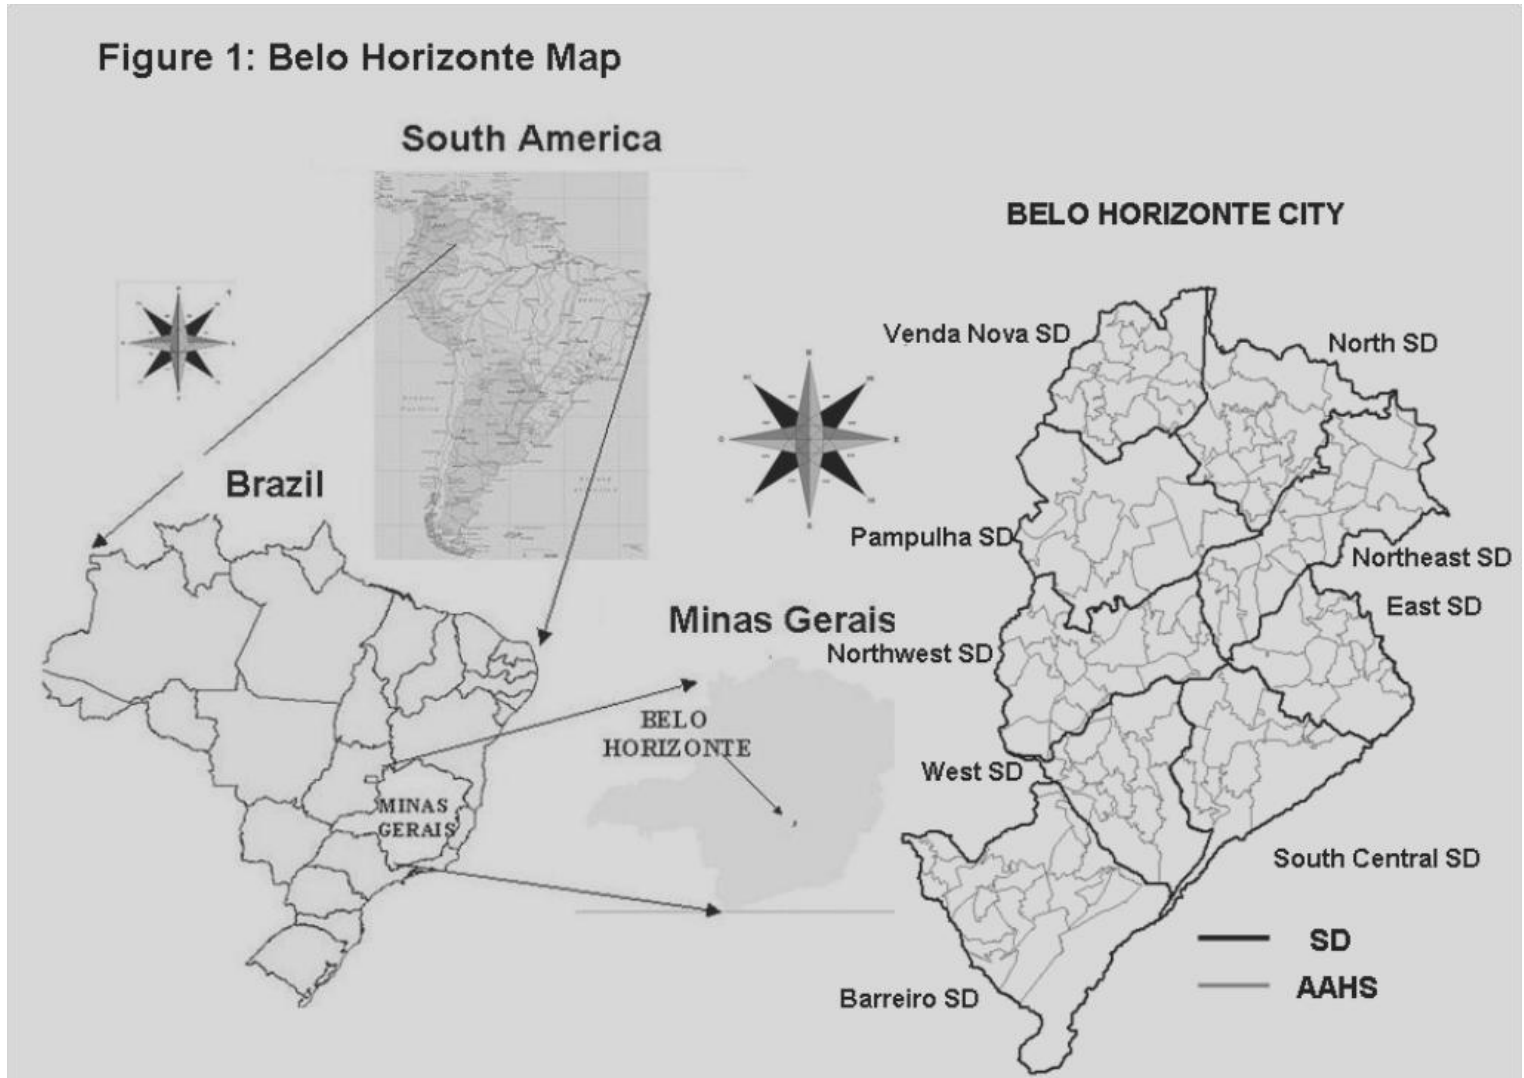 Figure 1: Belo Horizonte Map
South America
BELO HORIZONTE CITY
Venda Nova SD
North SD
Brazil
Pampulha SD
Northeast SD
East SD
Minas Gerais
Northwest SD
BELO
HORIZONTE
West SD
MINAS
GERAIS
South Central SD
SD
AAHS
Barreiro SD